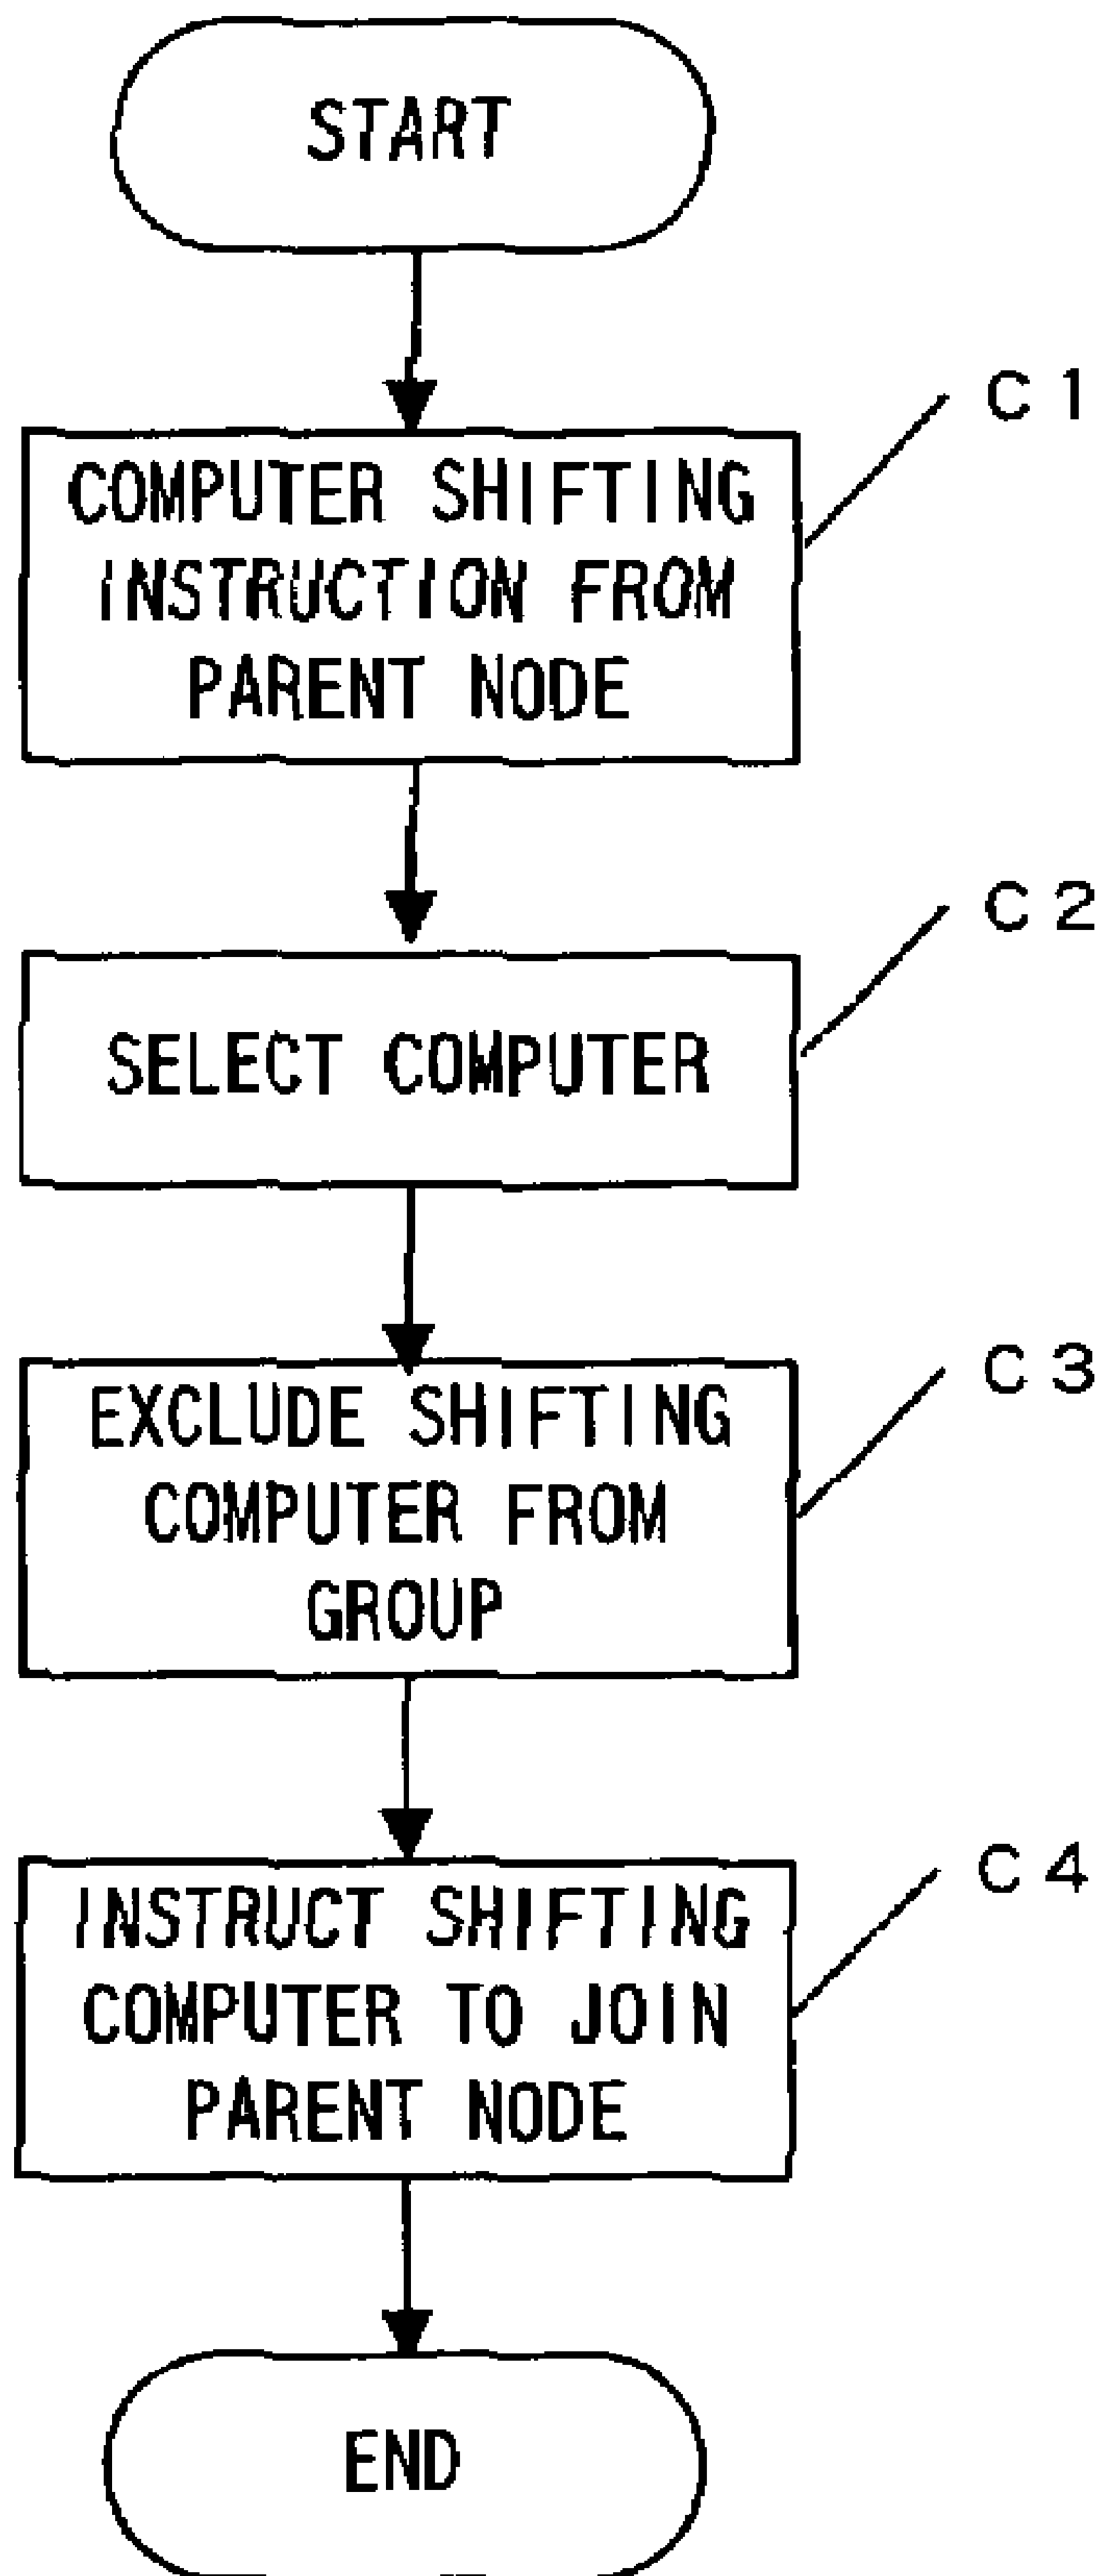 START
C1
COMPUTER SHIFTING
INSTRUCTION FROM
PARENT NODE
C2
SELECT COMPUTER
C3
EXCLUDE SHIFTING
COMPUTER FROM
GROUP
C4
INSTRUCT SHIFTING
COMPUTER TO JOIN
PARENT NODE
END